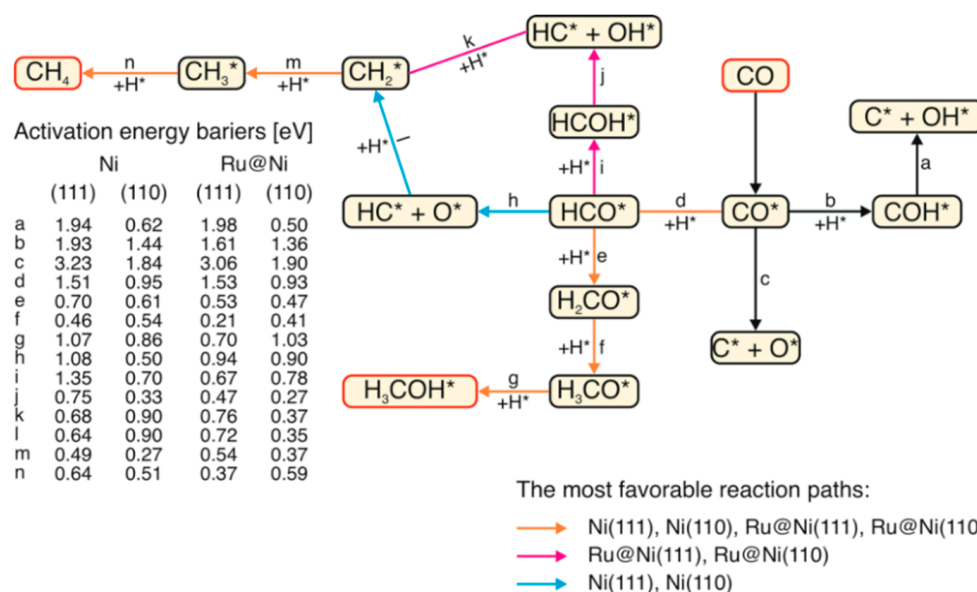 k
+H*
HC* + OH*
n
+H*
m
+H*
CH₄
CH₃*
CH₂*
CO
j
Activation energy bariers [eV]
HCOH*
C* + OH*
Ni
Ru@Ni
(111) (110) (111) (110)
l
+H*
+H* i
a
HC* + O*
h
HCO*
d
+H*
CO*
b
+H*
COH*
a 1.94 0.62 1.98 0.50
b 1.93 1.44 1.61 1.36
c 3.23 1.84 3.06 1.90
d 1.51 0.95 1.53 0.93
e 0.70 0.61 0.53 0.47
f 0.46 0.54 0.21 0.41
g 1.07 0.86 0.70 1.03
h 1.08 0.50 0.94 0.90
i 1.35 0.70 0.67 0.78
j 0.75 0.33 0.47 0.27
k 0.68 0.90 0.76 0.37
l 0.64 0.90 0.72 0.35
m 0.49 0.27 0.54 0.37
n 0.64 0.51 0.37 0.59
+H* e
c
H₂CO*
C* + O*
+H* f
H₃COH*
g
+H*
H₃CO*
The most favorable reaction paths:
Ni(111), Ni(110), Ru@Ni(111), Ru@Ni(110
Ru@Ni(111), Ru@Ni(110)
Ni(111), Ni(110)